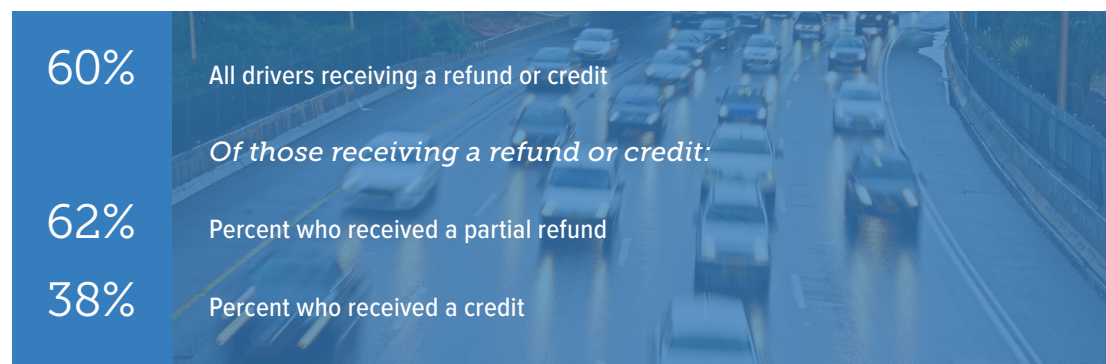 60% All drivers receiving a refund or credit
Of those receiving a refund or credit:
62% Percent who received a partial refund
38% Percent who received a credit